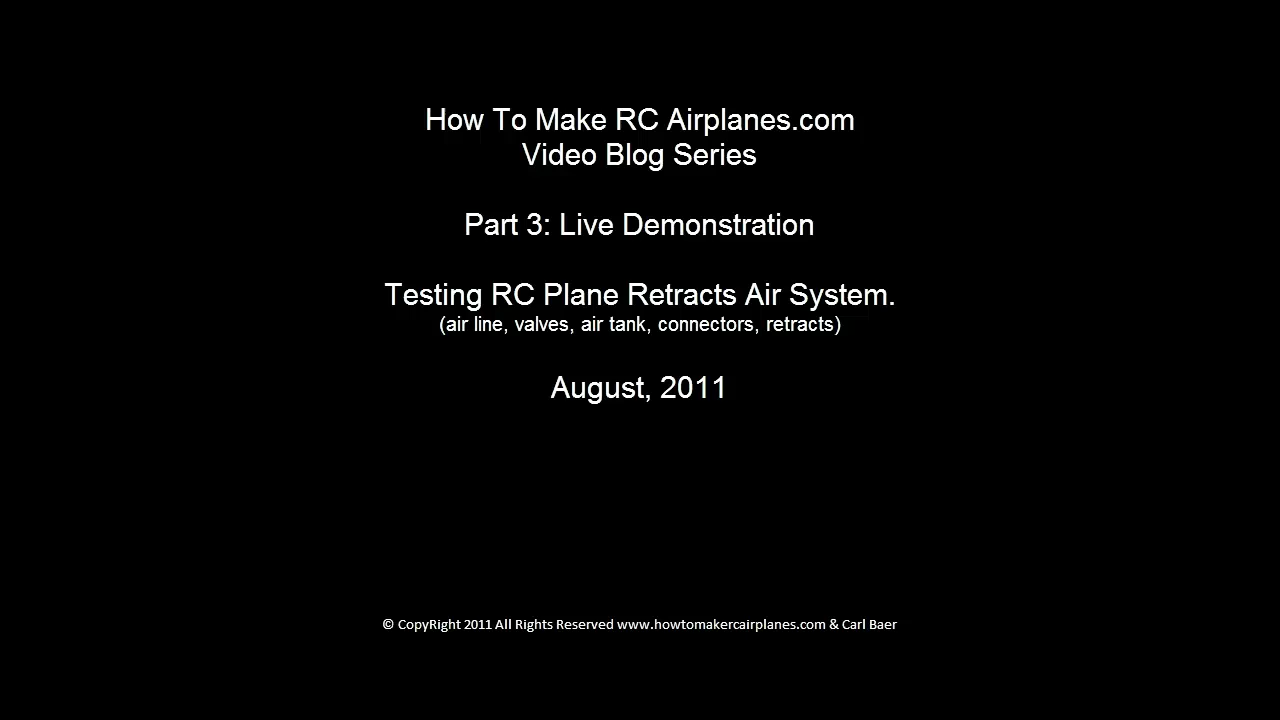 How To Make RC Airplanes.com
Video Blog Series
Part 3: Live Demonstration
Testing RC Plane Retracts Air System.
(air line, valves, air tank, connectors, retracts)
August, 2011
© CopyRight 2011 All Rights Reserved www.howtomakercairplanes.com & Carl Baer